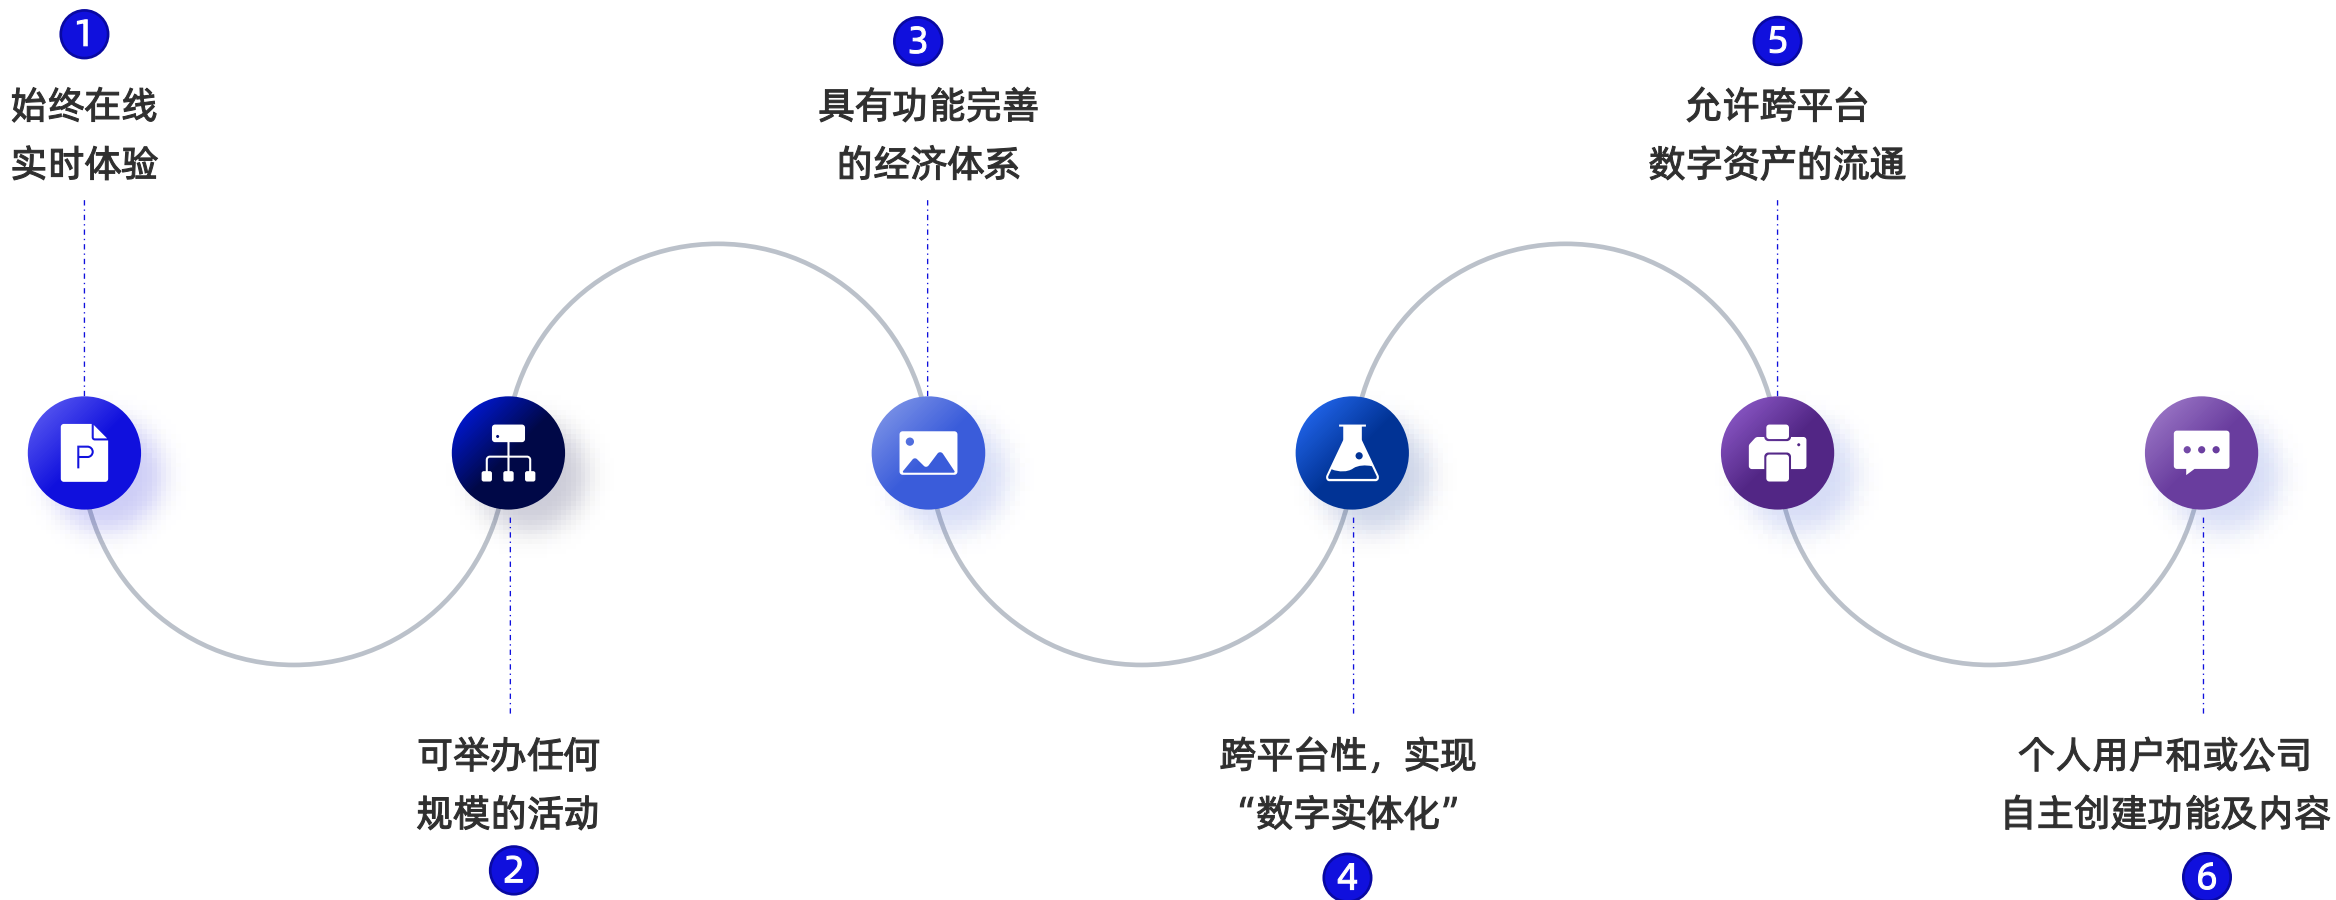 1
始终在线
实时体验
2
可举办任何
规模的活动
3
具有功能完善
的经济体系
4
跨平台性，实现
“数字实体化”
5
允许跨平台
数字资产的流通
6
个人用户和或公司
自主创建功能及内容
P